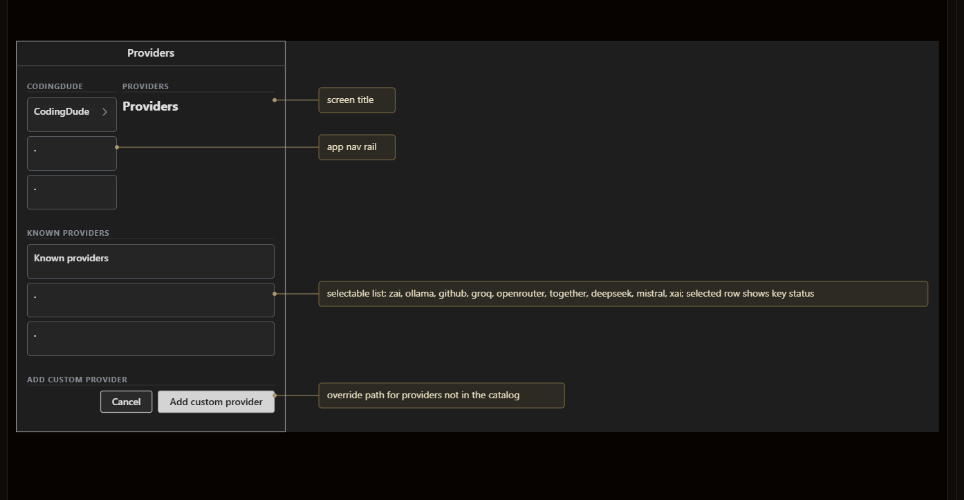 Providers
CODINGDUDE
PROVIDERS
CodingDude
Providers
screen title
.
app nav rail
.
KNOWN PROVIDERS
Known providers
.
selectable list: zai, ollama, github, groq, openrouter, together, deepseek, mistral, xai; selected row shows key status
.
ADD CUSTOM PROVIDER
Cancel
Add custom provider
override path for providers not in the catalog